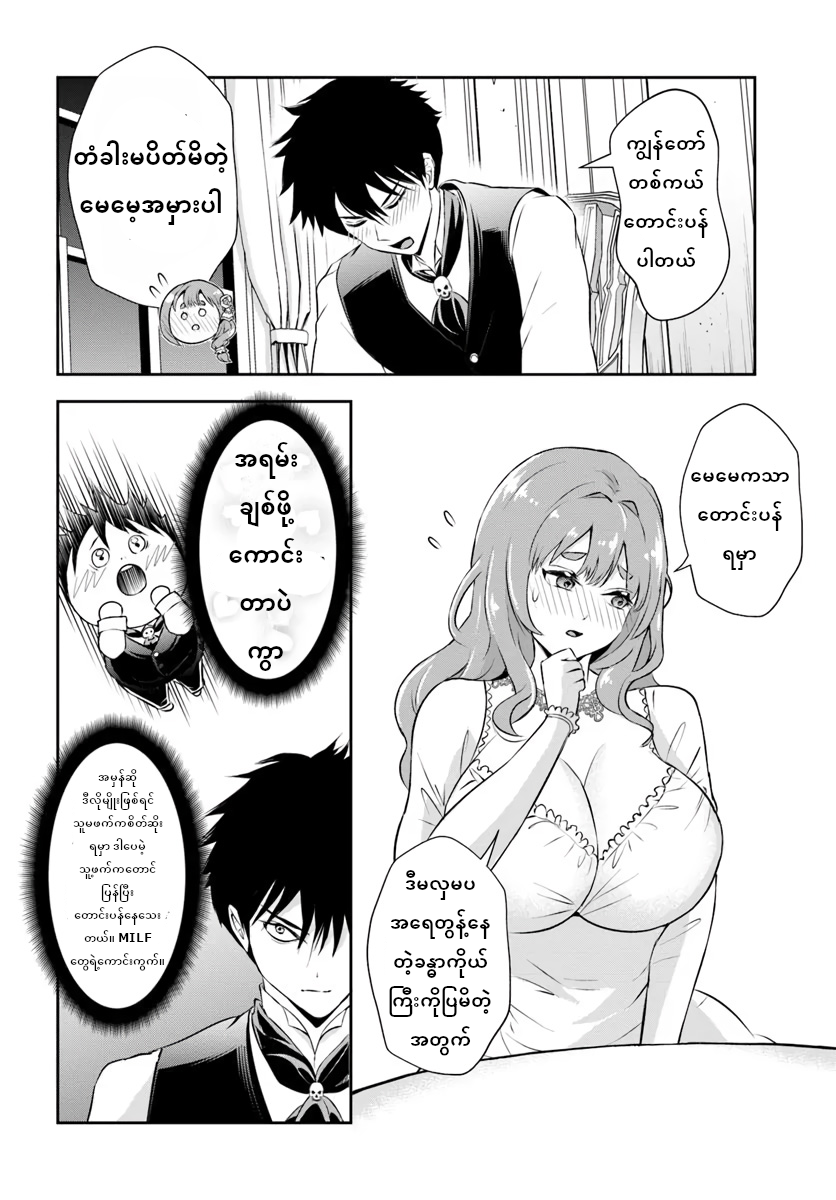 ကျွန်တော်
တစ်ကယ်
တောင်းပန်
ပါတယ်
တံခါးမပိတ်မိတဲ့
မေမေ့အမှားပါ
မေမေကသာ
တောင်းပန်
ရမှာ
ဒီမလှမပ
အရေတွန့်နေ
တဲ့ခန္ဓာကိုယ်
ကြီးကိုပြမိတဲ့
အတွက်
အရမ်း
ချစ်ဖို့
ကောင်း
တာပဲ
ကွာ
အမှန်ဆို
ဒီလိုမျိုးဖြစ်ရင်
သူမဖက်ကစိတ်ဆိုး
ရမှာ ဒါပေမဲ့
သူ့ဖက်ကတောင်
ပြန်ပြီး
တောင်းပန်နေသေး
တယ်။ MILF
တွေရဲ့ကောင်းကွက်။